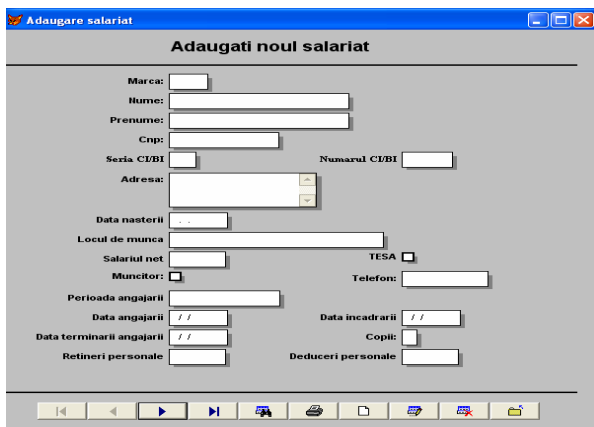 Adaugare salariat
Adaugati noul salariat
Marca:
Nume:
Prenume:
Cnp:
Seria CI/BI Numarul CI/BI
Adresa:
Data nasterii . .
Locul de munca
Salariul net TESA
Muncitor: Telefon:
Perioada angajarii
Data angajarii / / Data incadrarii / /
Data terminarii angajarii / / Copii:
Retineri personale Deduceri personale